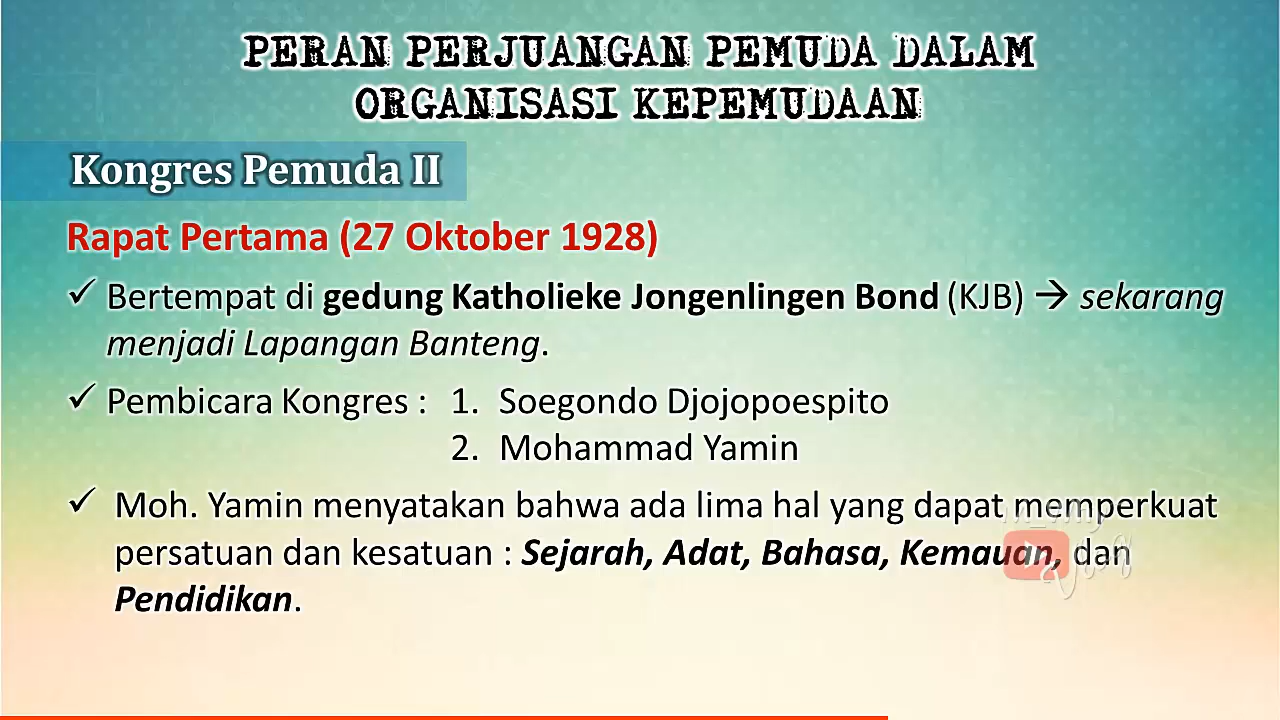 PERAN PERJUANGAN PEMUDA DALAM
ORGANISASI KEPEMUDAAN
Kongres Pemuda II
Rapat Pertama (27 Oktober 1928)
✓ Bertempat di gedung Katholieke Jongenlingen Bond (KJB) → sekarang
menjadi Lapangan Banteng.
✓ Pembicara Kongres : 1. Soegondo Djojopoespito
2. Mohammad Yamin
✓ Moh. Yamin menyatakan bahwa ada lima hal yang dapat memperkuat
persatuan dan kesatuan : Sejarah, Adat, Bahasa, Kemauan, dan
Pendidikan.